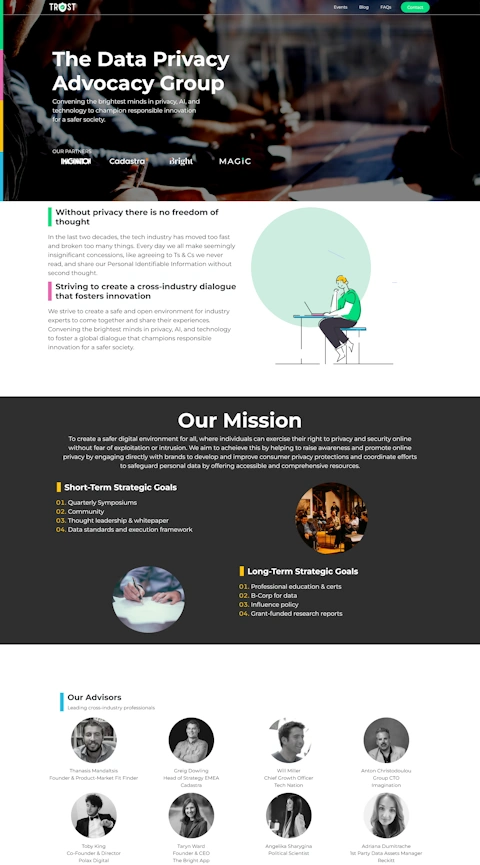 TRUST
Events Blog FAQs Contact
The Data Privacy
Advocacy Group
Convening the brightest minds in privacy, AI, and
technology to champion responsible innovation
for a safer society.
OUR PARTNERS
IMAGINATION Cadastra Bright MAGIC
Without privacy there is no freedom of
thought
In the last two decades, the tech industry has moved too fast
and broken too many things. Every day we all make seemingly
insignificant concessions, like agreeing to Ts & Cs we never
read, and share our Personal Identifiable Information without
second thought.
Striving to create a cross-industry dialogue
that fosters innovation
We strive to create a safe and open environment for industry
experts to come together and share their experiences.
Convening the brightest minds in privacy, AI, and technology
to foster a global dialogue that champions responsible
innovation for a safer society.
Our Mission
To create a safer digital environment for all, where individuals can exercise their right to privacy and security online
without fear of exploitation or intrusion. We aim to acheieve this by helping to raise awareness and promote online
privacy by engaging directly with brands to develop and improve consumer privacy protections and coordinate efforts
to safeguard personal data by offering accessible and comprehensive resources.
Short-Term Strategic Goals
01. Quarterly Symposiums
02. Community
03. Thought leadership & whitepaper
04. Data standards and execution framework
Long-Term Strategic Goals
01. Professional education & certs
02. B-Corp for data
03. Influence policy
04. Grant-funded research reports
Our Advisors
Leading cross-industry professionals
Thanasis Mandaltsis
Founder & Product Market Fit Finder
Greig Dowling
Head of Strategy EMEA
Cadastra
Will Miller
Chief Growth Officer
Tech Nation
Anton Christodoulou
Group CTO
Imagination
Toby King
Co-Founder & Director
Polax Digital
Taryn Ward
Founder & CEO
The Bright App
Angelika Sharygina
Political Scientist
Adriana Dumitrache
1st Party Data Assets Manager
Reckitt